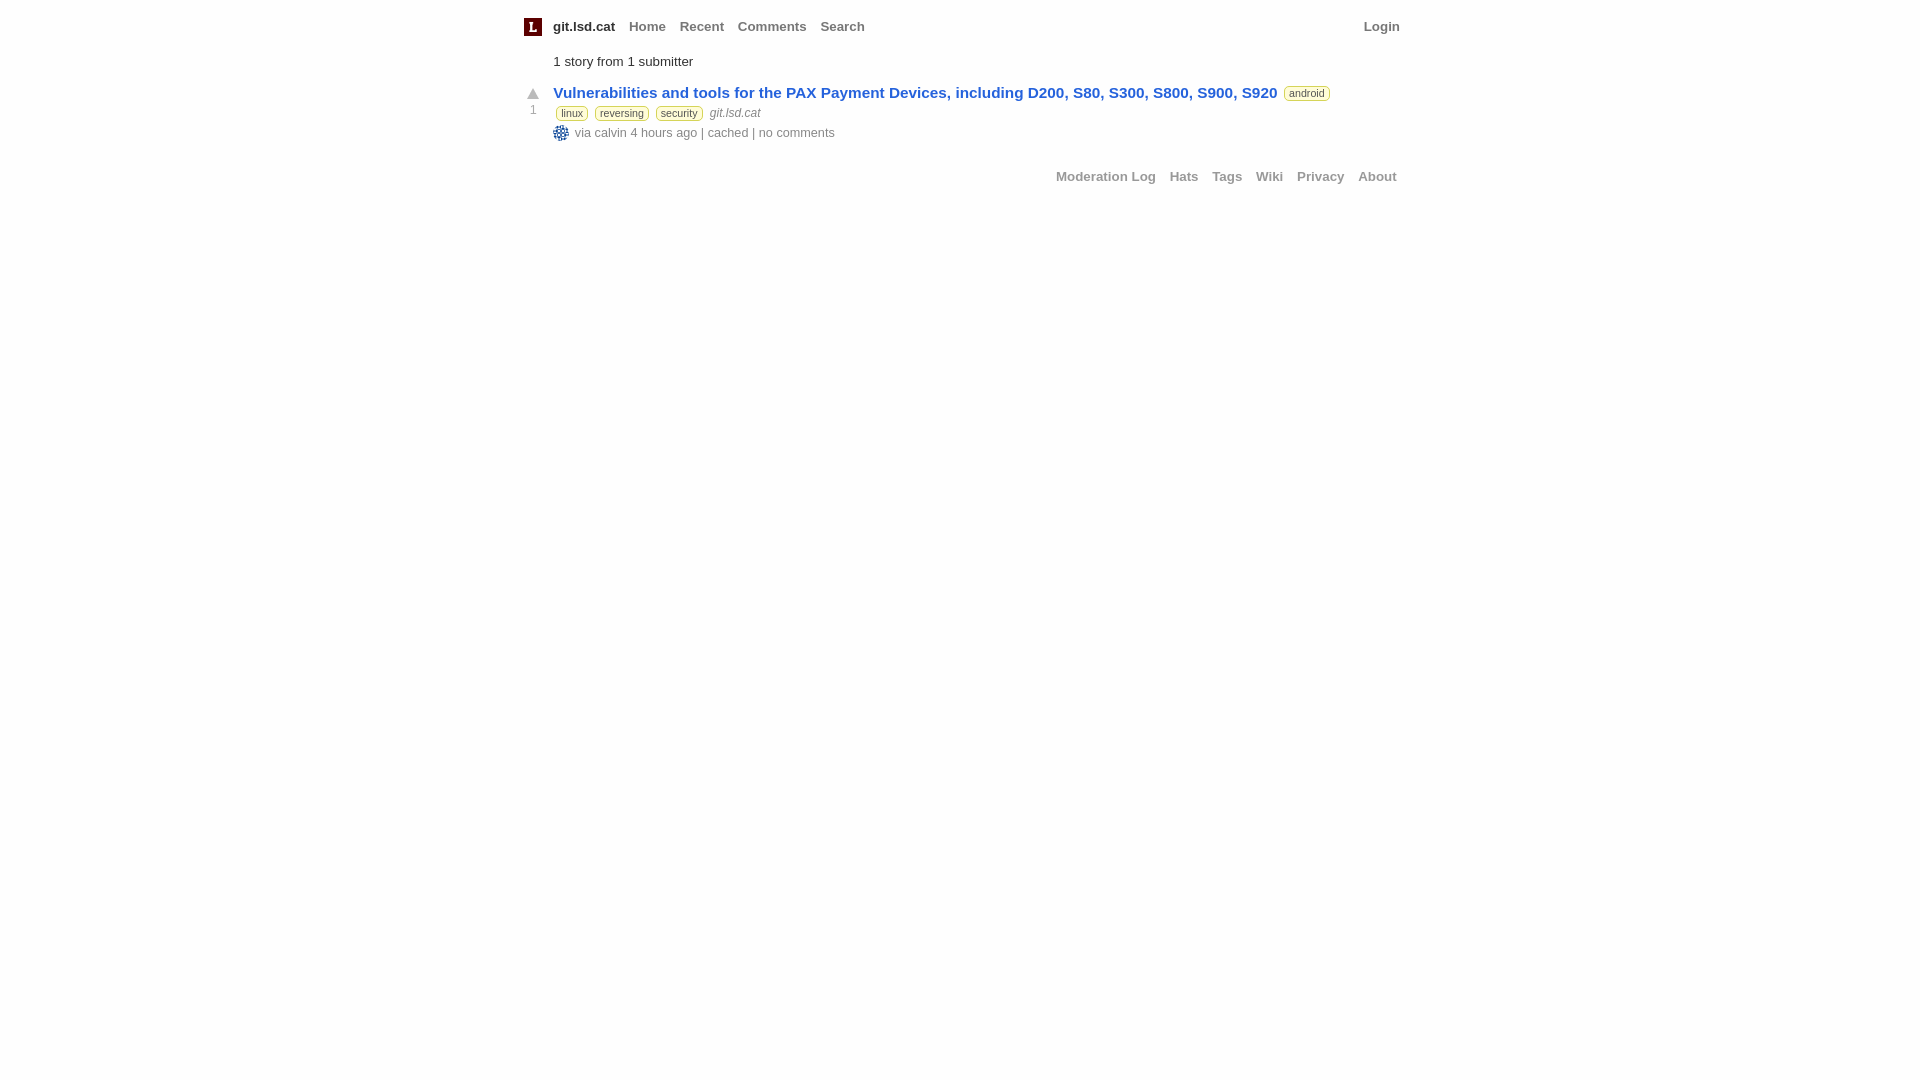 L git.lsd.cat Home Recent Comments Search Login
1 story from 1 submitter
Vulnerabilities and tools for the PAX Payment Devices, including D200, S80, S300, S800, S900, S920 android
1 linux reversing security git.lsd.cat
via calvin 4 hours ago | cached | no comments
Moderation Log Hats Tags Wiki Privacy About